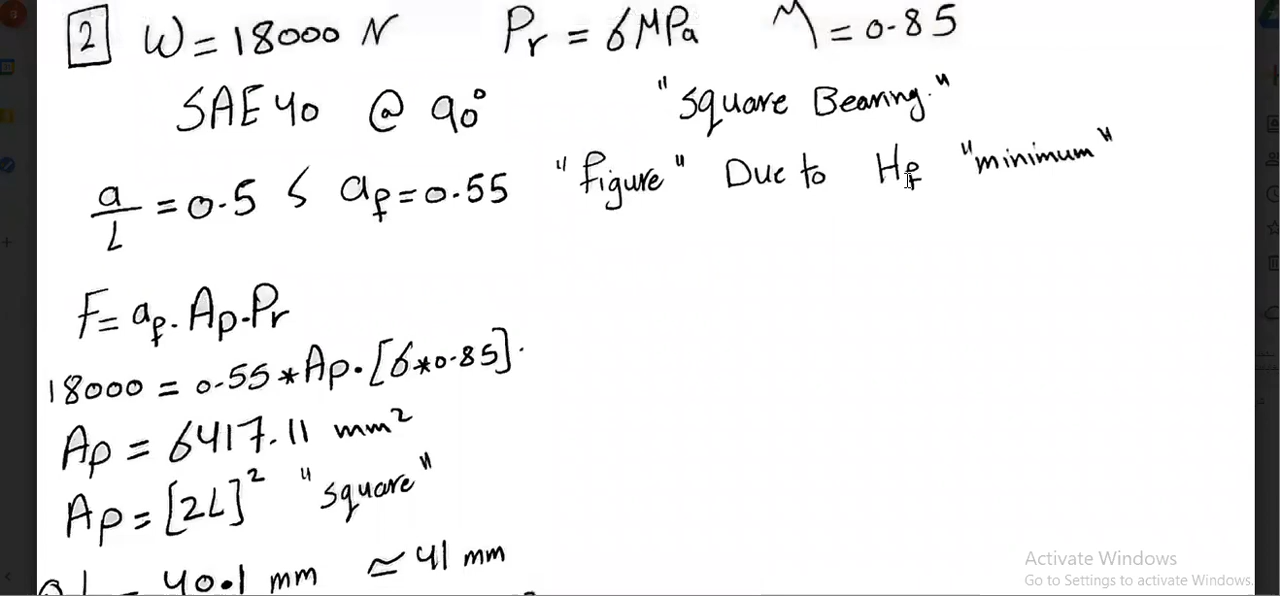 2 W = 18000 N Pr = 6 MPa η = 0.85
SAE 40 @ 90° "square Bearing."
a/L = 0.5 ⸹ af = 0.55 "figure" Due to Hf "minimum"
F = af . Ap . Pr
18000 = 0.55 * Ap . [6*0.85].
Ap = 6417.11 mm²
Ap = [2L]² "square"
40.1 mm ≃ 41 mm
Activate Windows
Go to Settings to activate Windows.